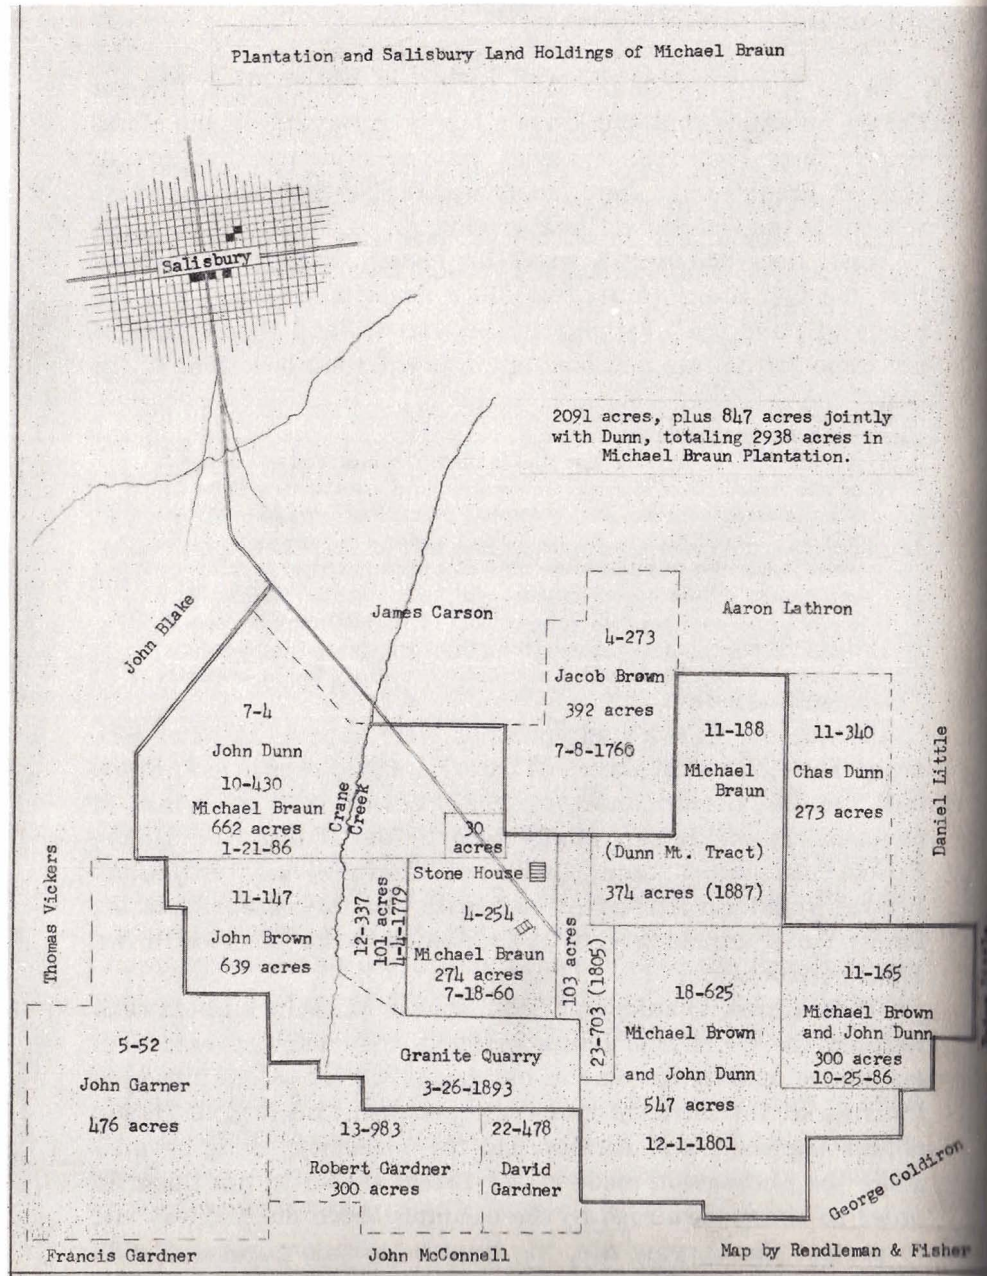 Plantation and Salisbury Land Holdings of Michael Braun
Salisbury
2091 acres, plus 847 acres jointly
with Dunn, totaling 2938 acres in
Michael Braun Plantation.
John Blake
James Carson
Aaron Lathron
4-273
Jacob Brown
392 acres
7-8-1760
11-188
Michael
Braun
11-340
Chas Dunn
273 acres
Daniel Little
7-4
John Dunn
10-430
Michael Braun
662 acres
1-21-86
Crane
Creek
30
acres
(Dunn Mt. Tract)
374 acres (1887)
Thomas Vickers
11-147
John Brown
639 acres
12-337
101 acres
4-4-1779
Stone House
4-254
Michael Braun
274 acres
7-18-60
103 acres
23-703 (1805)
18-625
Michael Brown
and John Dunn
547 acres
12-1-1801
11-165
Michael Brown
and John Dunn
300 acres
10-25-86
5-52
John Garner
476 acres
Granite Quarry
3-26-1893
13-983
Robert Gardner
300 acres
22-478
David
Gardner
George Coldiron
Francis Gardner
John McConnell
Map by Rendleman & Fisher